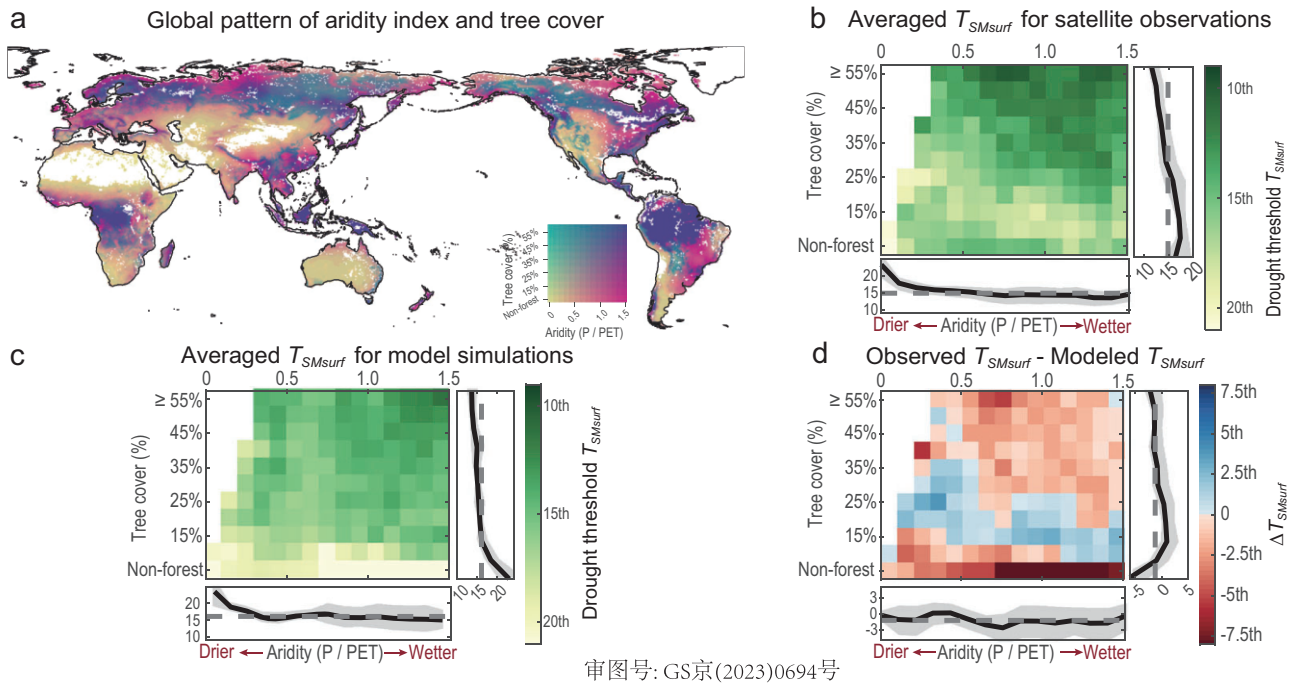 a
Global pattern of aridity index and tree cover
Tree cover (%)
55%
45%
35%
25%
15%
Non-forest
0
0.5
1.0
1.5
Aridity (P / PET)
b
Averaged T_SMsurf for satellite observations
0 0.5 1.0 1.5
Tree cover (%)
≥ 55%
45%
35%
25%
15%
Non-forest
10 15 20
20
15
10
Drier ← Aridity (P / PET) → Wetter
10th
15th
20th
Drought threshold T_SMsurf
c
Averaged T_SMsurf for model simulations
0 0.5 1.0 1.5
Tree cover (%)
≥ 55%
45%
35%
25%
15%
Non-forest
10 15 20
20
15
10
Drier ← Aridity (P / PET) → Wetter
10th
15th
20th
Drought threshold T_SMsurf
d
Observed T_SMsurf - Modeled T_SMsurf
0 0.5 1.0 1.5
Tree cover (%)
≥ 55%
45%
35%
25%
15%
Non-forest
-5 0 5
3
0
-3
Drier ← Aridity (P / PET) → Wetter
7.5th
5th
2.5th
0
-2.5th
-5th
-7.5th
Δ T_SMsurf
审图号: GS京(2023)0694号